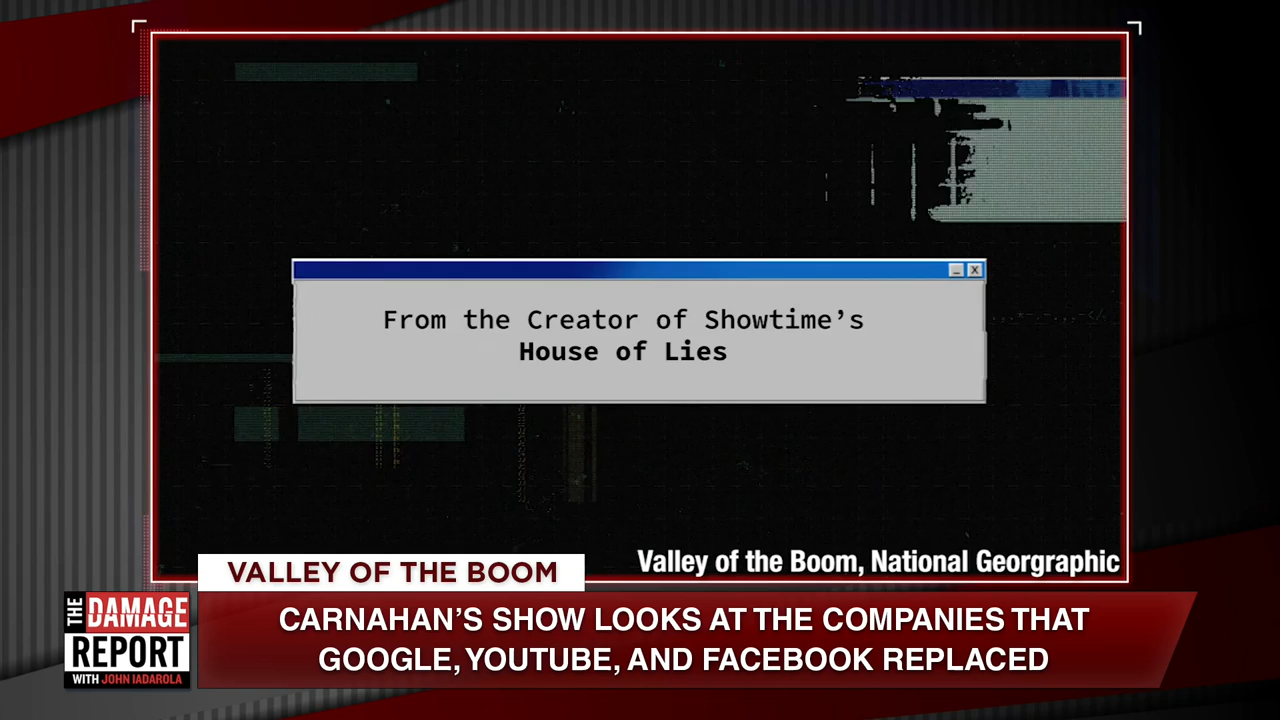 From the Creator of Showtime’s
House of Lies
Valley of the Boom, National Georgraphic
VALLEY OF THE BOOM
CARNAHAN’S SHOW LOOKS AT THE COMPANIES THAT
GOOGLE, YOUTUBE, AND FACEBOOK REPLACED
THE
DAMAGE
REPORT
WITH JOHN IADAROLA